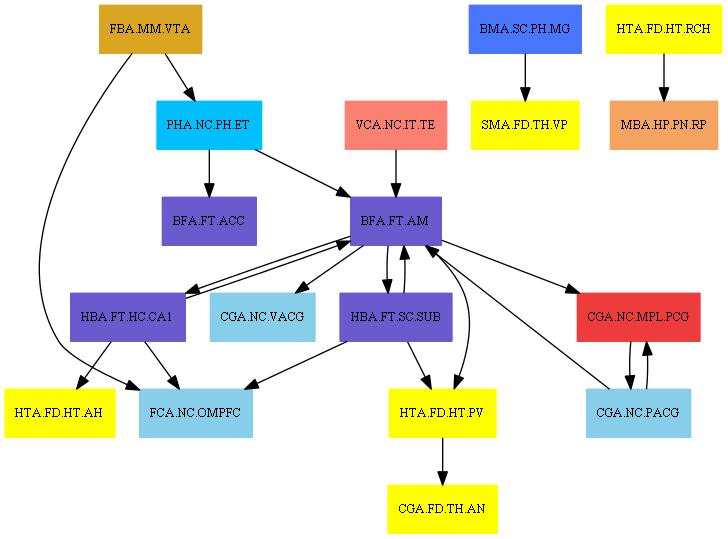 FBA.MM.VTA
BMA.SC.PH.MG
HTA.FD.HT.RCH
PHA.NC.PH.ET
VCA.NC.IT.TE
SMA.FD.TH.VP
MBA.HP.PN.RP
BFA.FT.ACC
BFA.FT.AM
HBA.FT.HC.CA1
CGA.NC.VACG
HBA.FT.SC.SUB
CGA.NC.MPL.PCG
HTA.FD.HT.AH
FCA.NC.OMPFC
HTA.FD.HT.PV
CGA.NC.PACG
CGA.FD.TH.AN